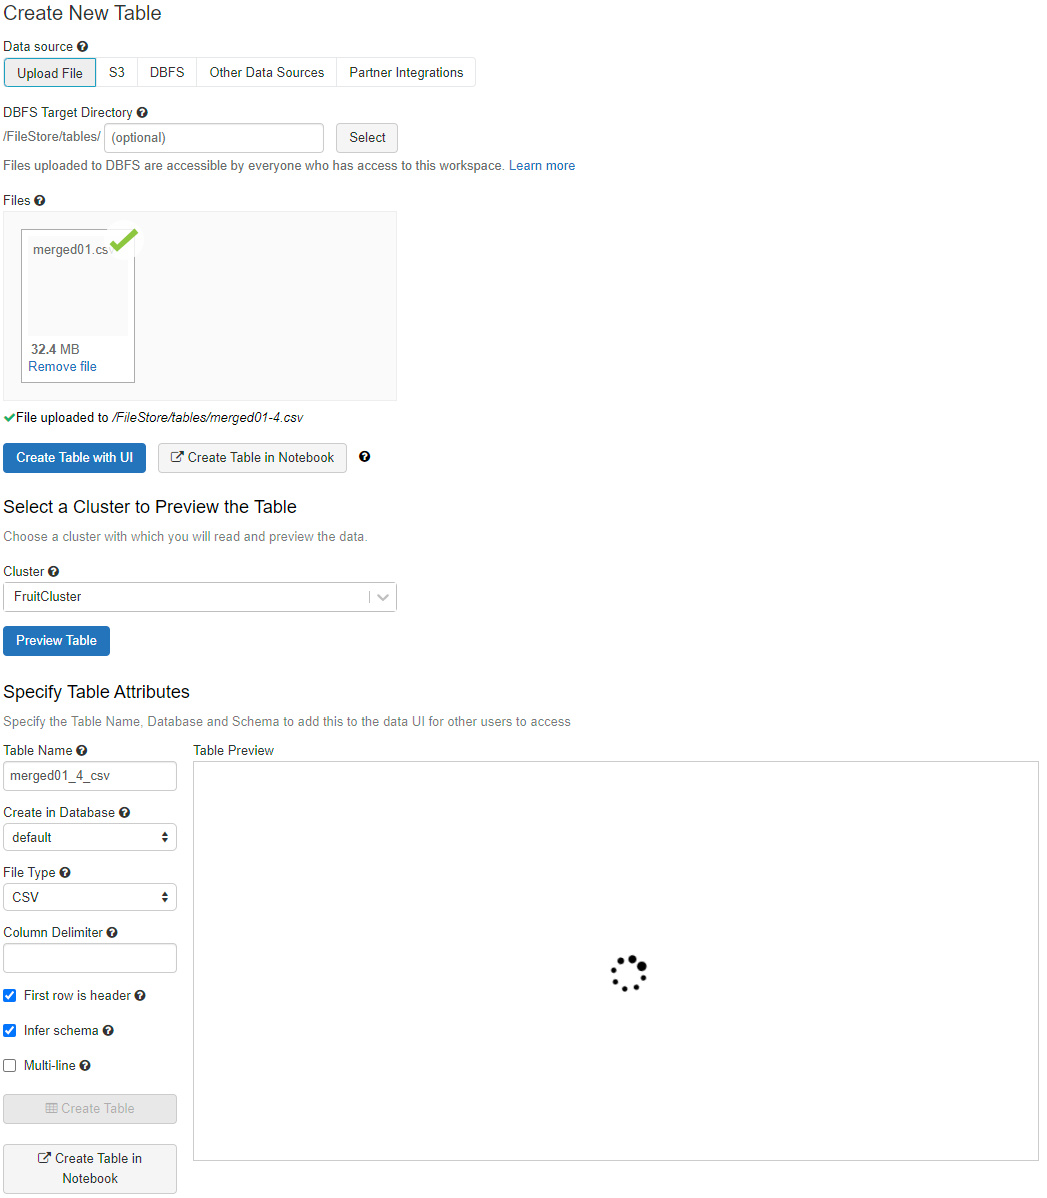 Create New Table
Data source
Upload File S3 DBFS Other Data Sources Partner Integrations
DBFS Target Directory
/FileStore/tables/ (optional) Select
Files uploaded to DBFS are accessible by everyone who has access to this workspace. Learn more
Files
merged01.cs
32.4 MB
Remove file
File uploaded to /FileStore/tables/merged01-4.csv
Create Table with UI Create Table in Notebook
Select a Cluster to Preview the Table
Choose a cluster with which you will read and preview the data.
Cluster
FruitCluster
Preview Table
Specify Table Attributes
Specify the Table Name, Database and Schema to add this to the data UI for other users to access
Table Name
merged01_4_csv
Create in Database
default
File Type
CSV
Column Delimiter
First row is header
Infer schema
Multi-line
Create Table
Create Table in
Notebook
Table Preview